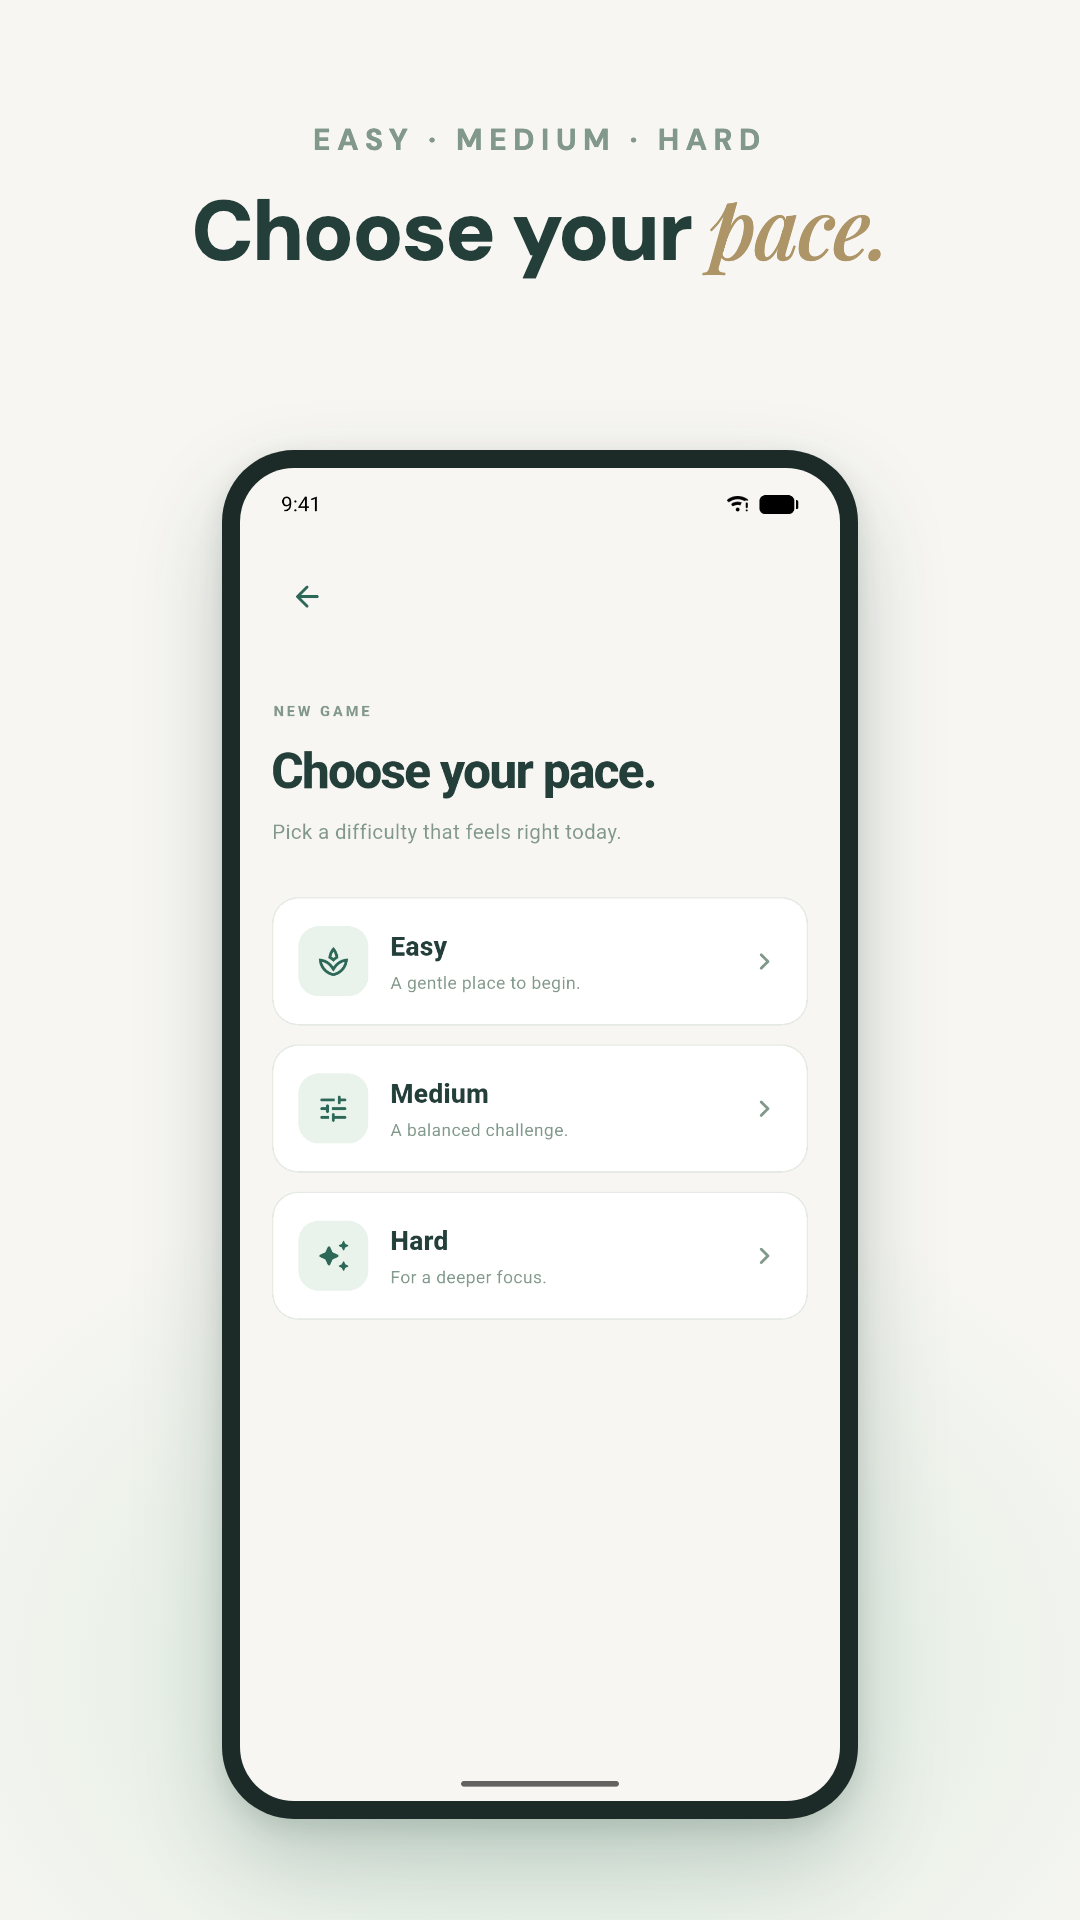 EASY · MEDIUM · HARD
Choose your pace.
9:41
NEW GAME
Choose your pace.
Pick a difficulty that feels right today.
Easy
A gentle place to begin.
Medium
A balanced challenge.
Hard
For a deeper focus.